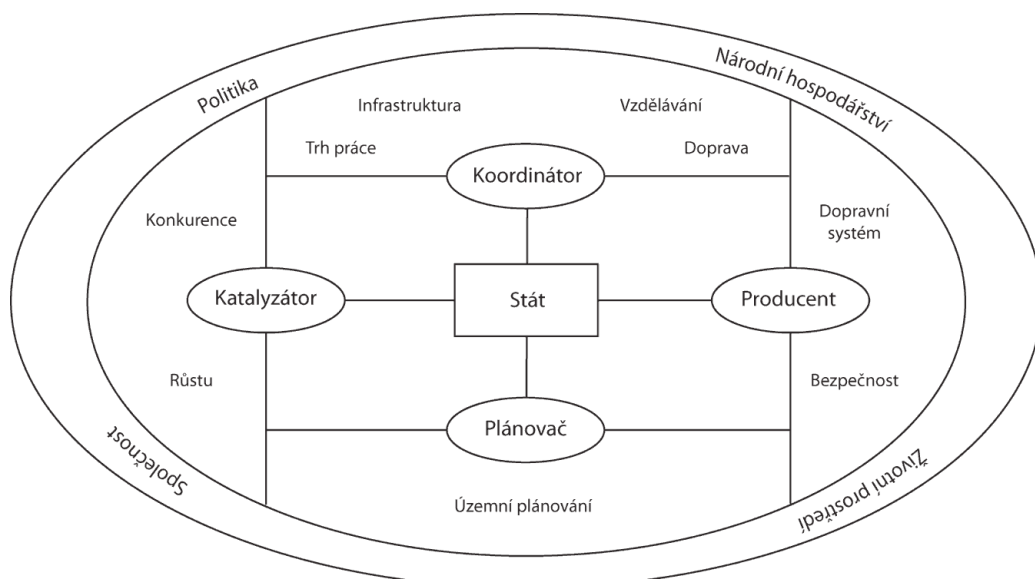 Politika
Národní hospodářství
Infrastruktura
Vzdělávání
Trh práce
Doprava
Koordinátor
Konkurence
Dopravní
systém
Katalyzátor
Stát
Producent
Růstu
Bezpečnost
Plánovač
Společnost
Životní prostředí
Územní plánování